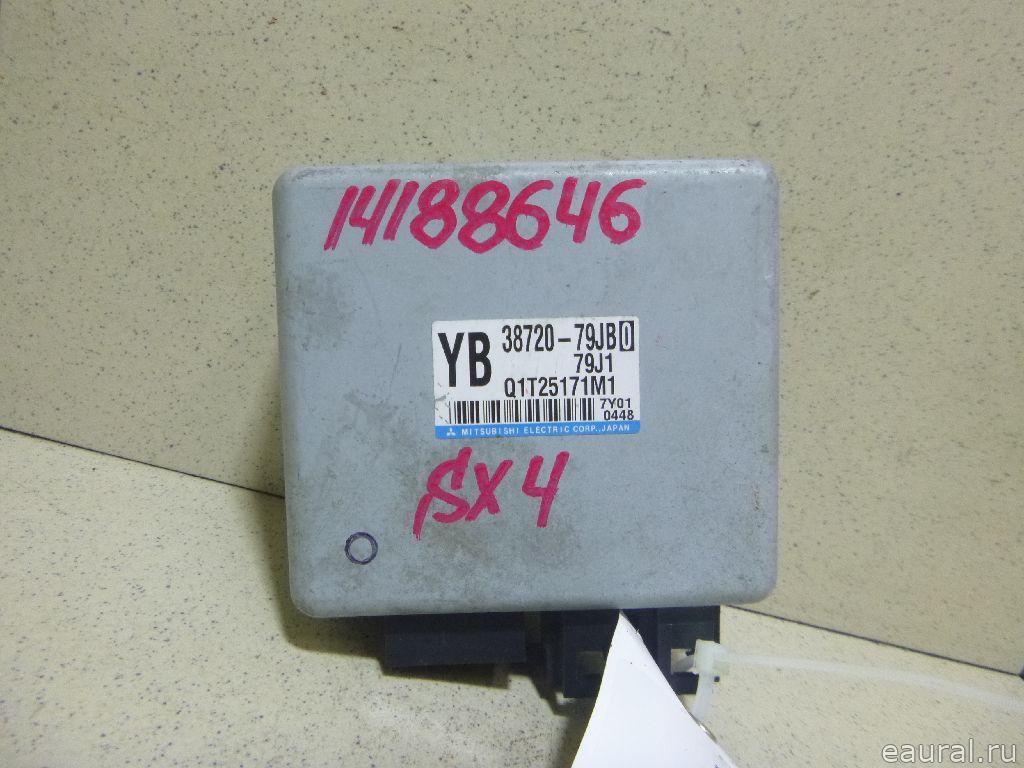 14188646
YB 38720-79JB0
79J1
Q1T25171M1
7Y01
0448
MITSUBISHI ELECTRIC CORP., JAPAN
SX4
eaural.ru